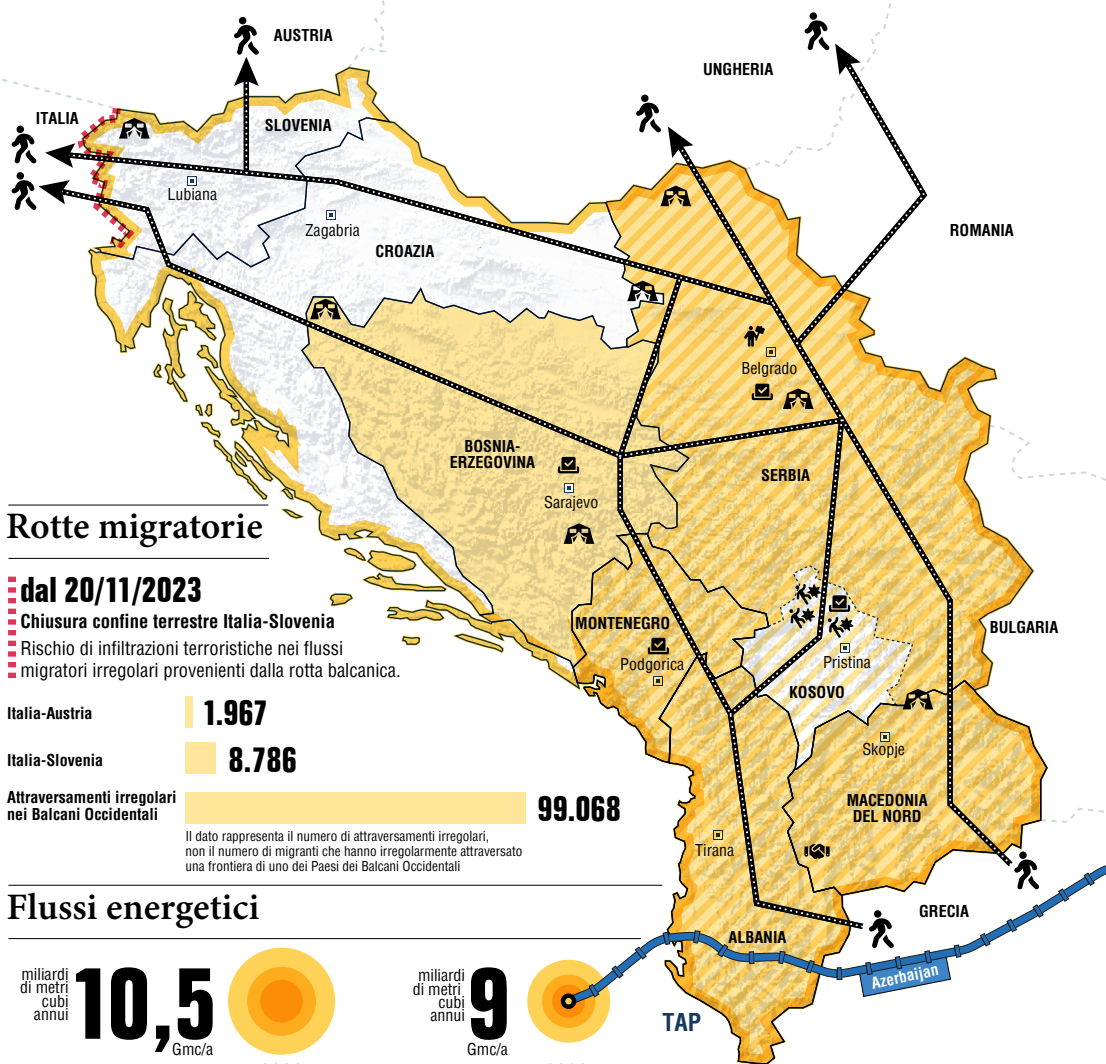 AUSTRIA
UNGHERIA
ITALIA
SLOVENIA
Lubiana
Zagabria
CROAZIA
ROMANIA
Belgrado
BOSNIA-
ERZEGOVINA
Sarajevo
SERBIA
MONTENEGRO
Podgorica
Pristina
KOSOVO
BULGARIA
Skopje
MACEDONIA
DEL NORD
Tirana
ALBANIA
GRECIA
Azerbaijan
TAP
Rotte migratorie
dal 20/11/2023
Chiusura confine terrestre Italia-Slovenia
Rischio di infiltrazioni terroristiche nei flussi
migratori irregolari provenienti dalla rotta balcanica.
Italia-Austria 1.967
Italia-Slovenia 8.786
Attraversamenti irregolari
nei Balcani Occidentali 99.068
Il dato rappresenta il numero di attraversamenti irregolari,
non il numero di migranti che hanno irregolarmente attraversato
una frontiera di uno dei Paesi dei Balcani Occidentali
Flussi energetici
miliardi
di metri
cubi
annui
10,5
Gmc/a
miliardi
di metri
cubi
annui
9
Gmc/a